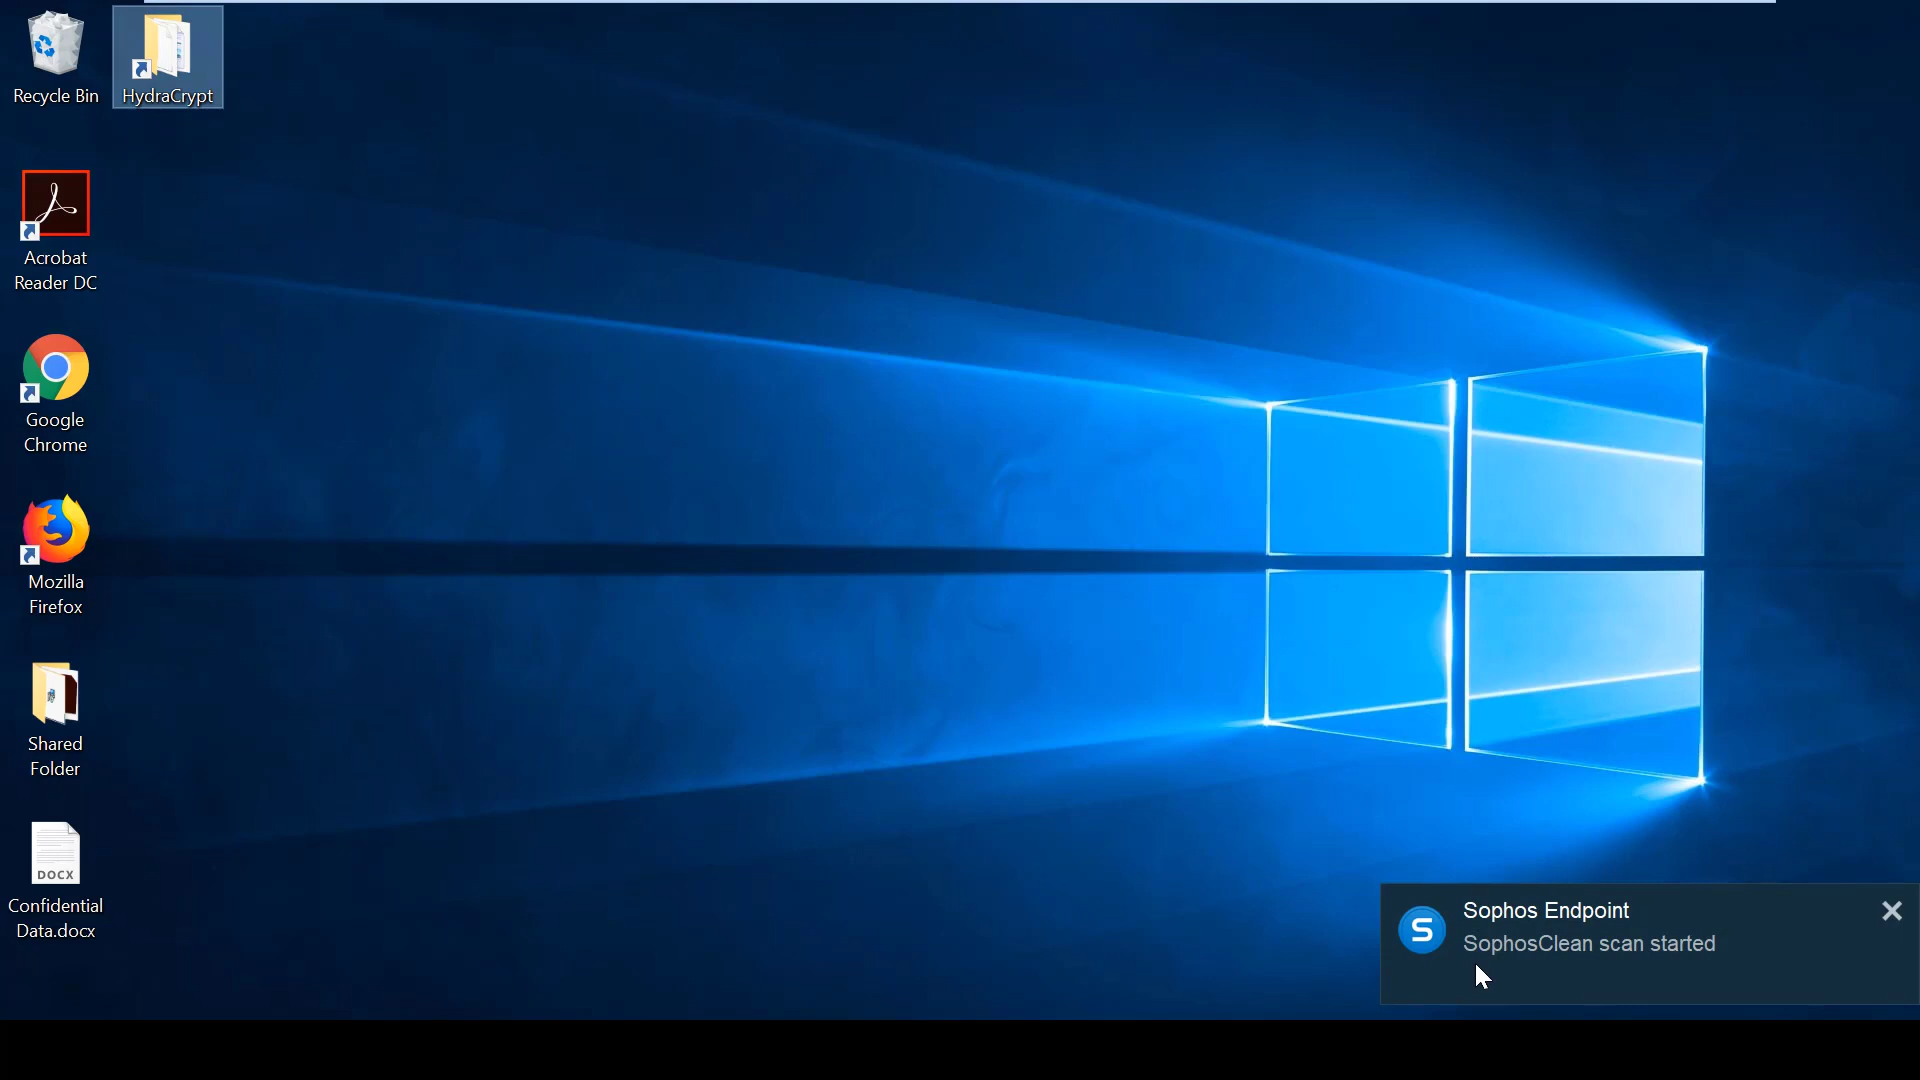 Recycle Bin
HydraCrypt
Acrobat
Reader DC
Google
Chrome
Mozilla
Firefox
Shared
Folder
DOCX
Confidential
Data.docx
S
Sophos Endpoint
SophosClean scan started